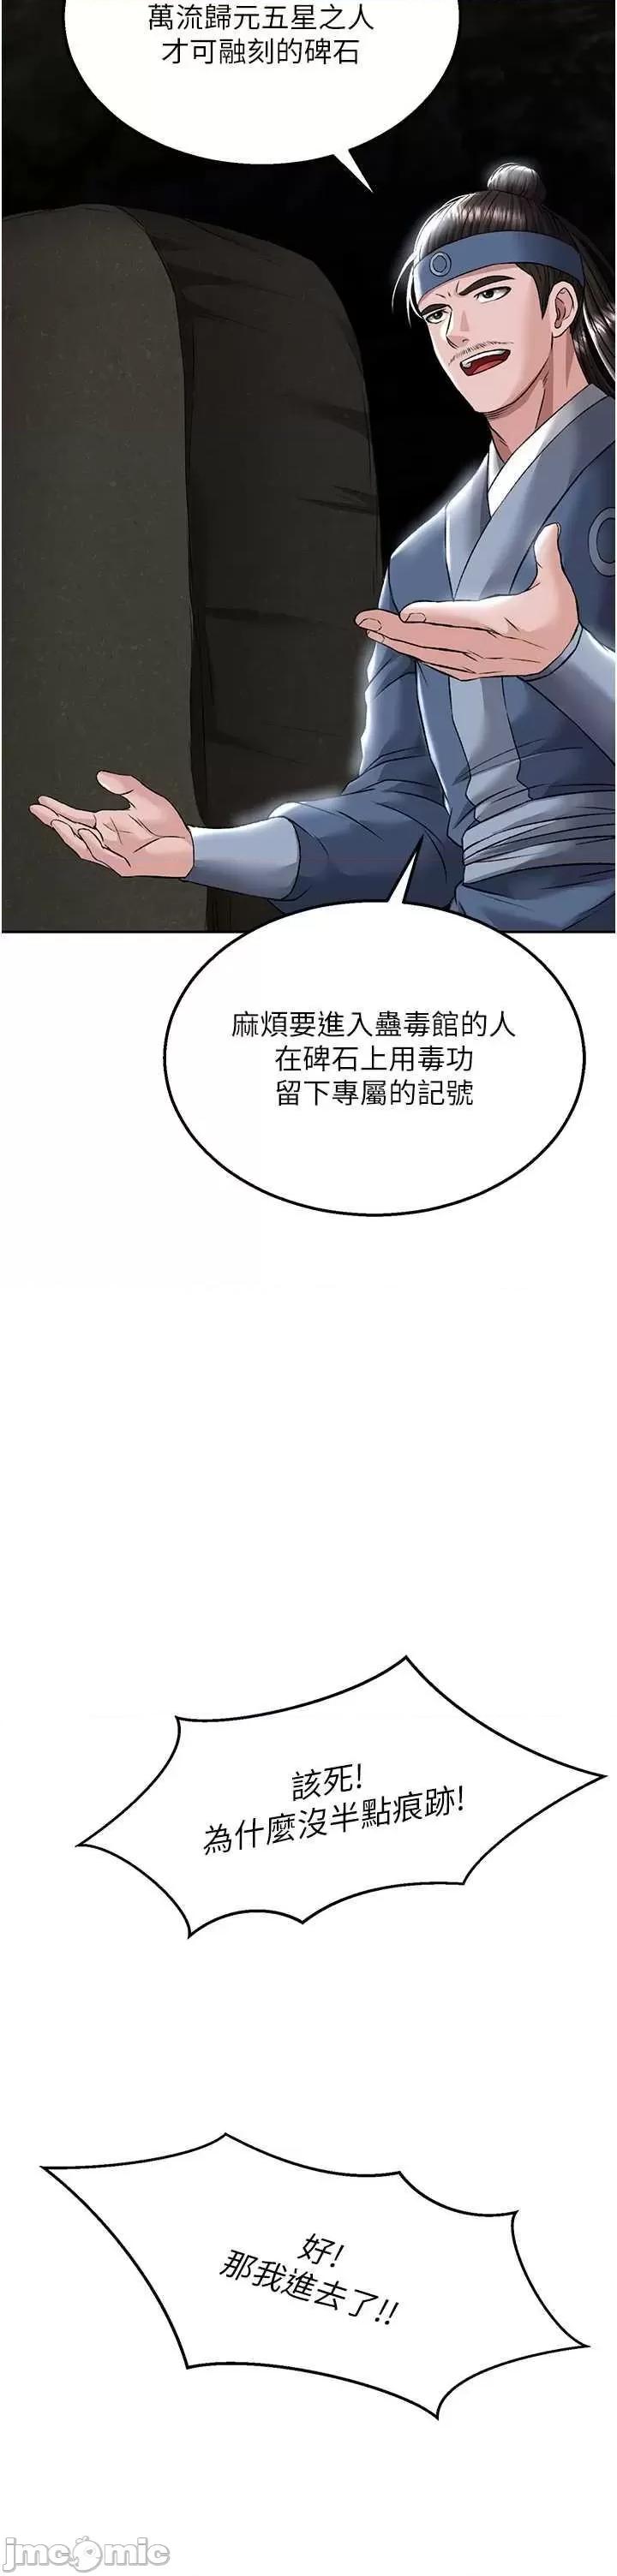 萬流歸元五星之人
才可融刻的碑石
麻煩要進入蠱毒館的人
在碑石上用毒功
留下專屬的記號
該死!
為什麼沒半點痕跡!
好!
那我進去了!!
jmcomic